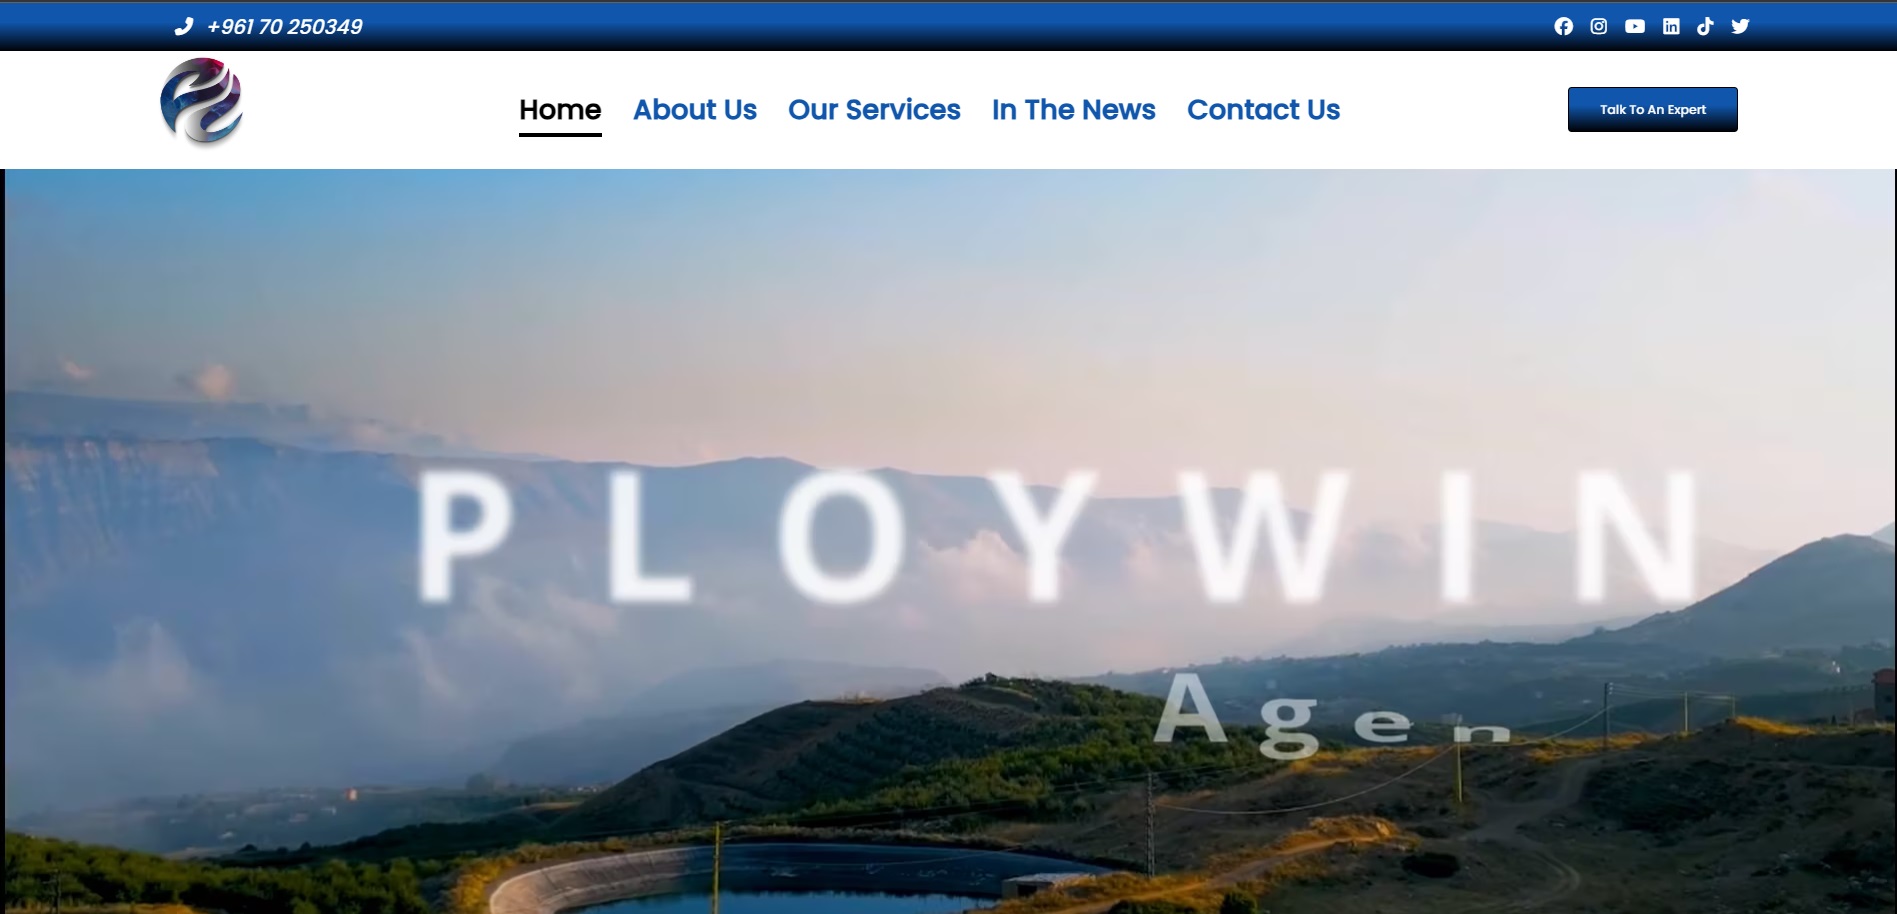 +961 70 250349
Home About Us Our Services In The News Contact Us
Talk To An Expert
PLOYWIN
Agen